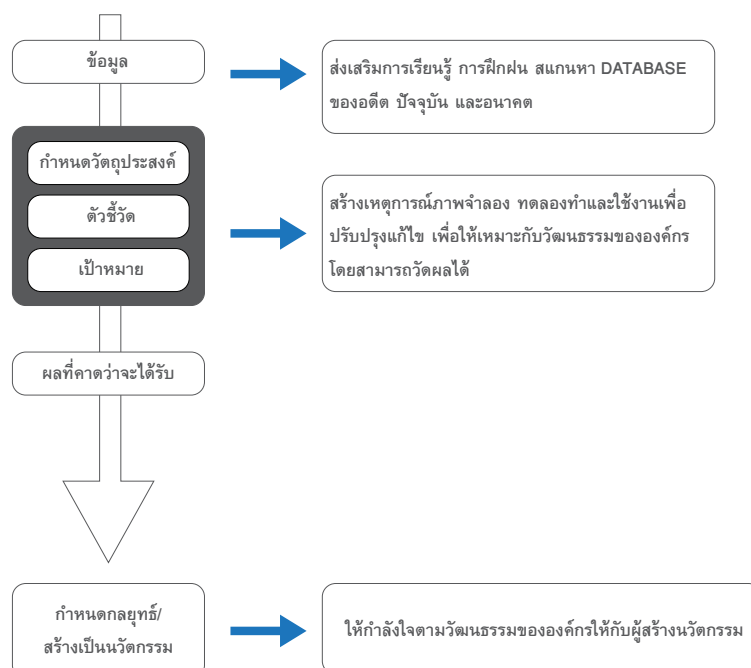 ข้อมูล
ส่งเสริมการเรียนรู้ การฝึกฝน สแกนหา DATABASE
ของอดีต ปัจจุบัน และอนาคต
กำหนดวัตถุประสงค์
ตัวชี้วัด
เป้าหมาย
สร้างเหตุการณ์ภาพจำลอง ทดลองทำและใช้งานเพื่อ
ปรับปรุงแก้ไข เพื่อให้เหมาะกับวัฒนธรรมขององค์กร
โดยสามารถวัดผลได้
ผลที่คาดว่าจะได้รับ
กำหนดกลยุทธ์/
สร้างเป็นนวัตกรรม
ให้กำลังใจตามวัฒนธรรมขององค์กรให้กับผู้สร้างนวัตกรรม